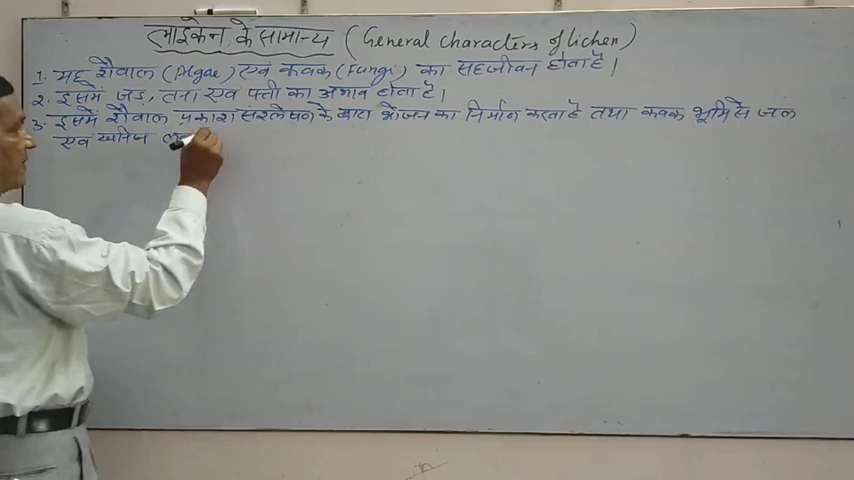 लाइकेन के सामान्य (General characters of lichen)
1. यह शैवाल (Algae) एवं कवक (Fungi) का सहजीवन होता है।
2. इसमें जड़, तना एवं पत्ती का अभाव होता है।
3. इसमें शैवाल प्रकाश संश्लेषण के द्वारा भोजन का निर्माण करता है तथा कवक भूमि से जल
एवं खनिज